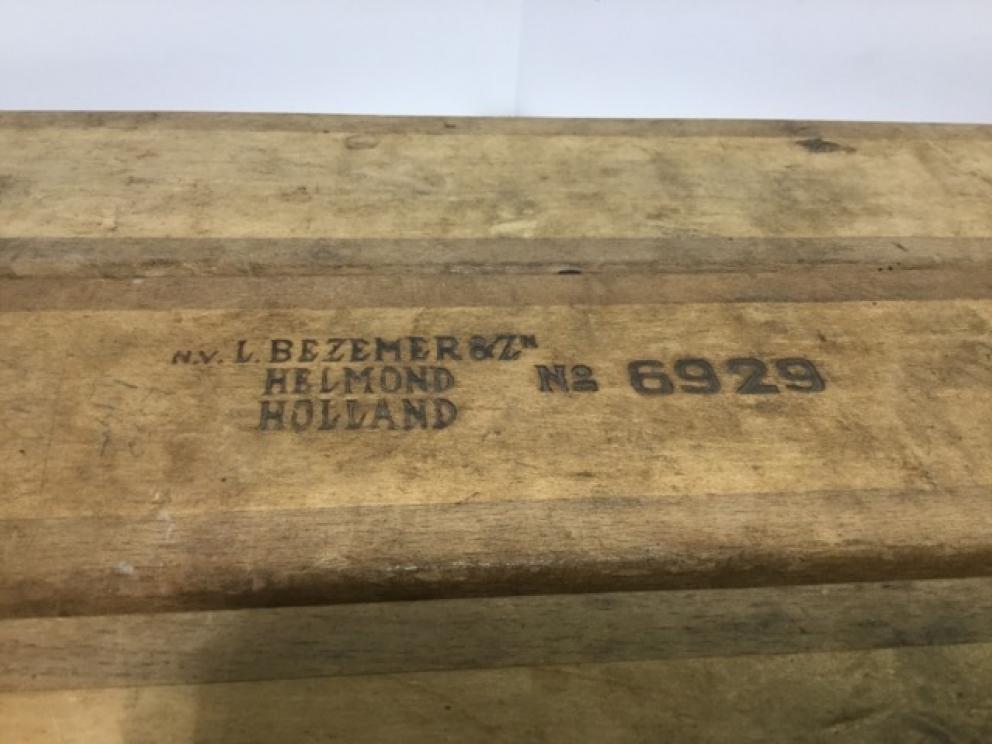 N.V. L. BEZEMER & ZN
HELMOND
HOLLAND
No 6929